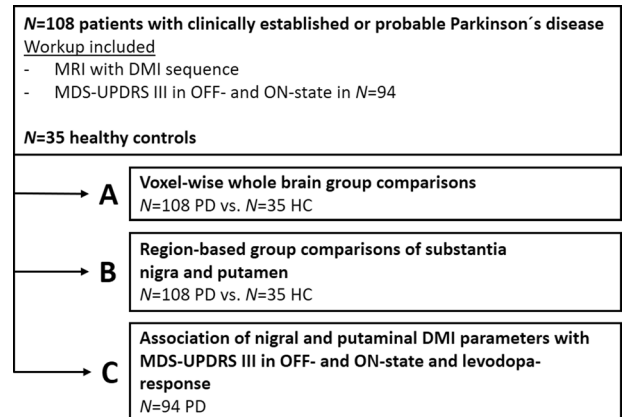 N=108 patients with clinically established or probable Parkinson´s disease
Workup included
- MRI with DMI sequence
- MDS-UPDRS III in OFF- and ON-state in N=94
N=35 healthy controls
A
Voxel-wise whole brain group comparisons
N=108 PD vs. N=35 HC
B
Region-based group comparisons of substantia
nigra and putamen
N=108 PD vs. N=35 HC
C
Association of nigral and putaminal DMI parameters with
MDS-UPDRS III in OFF- and ON-state and levodopa-
response
N=94 PD